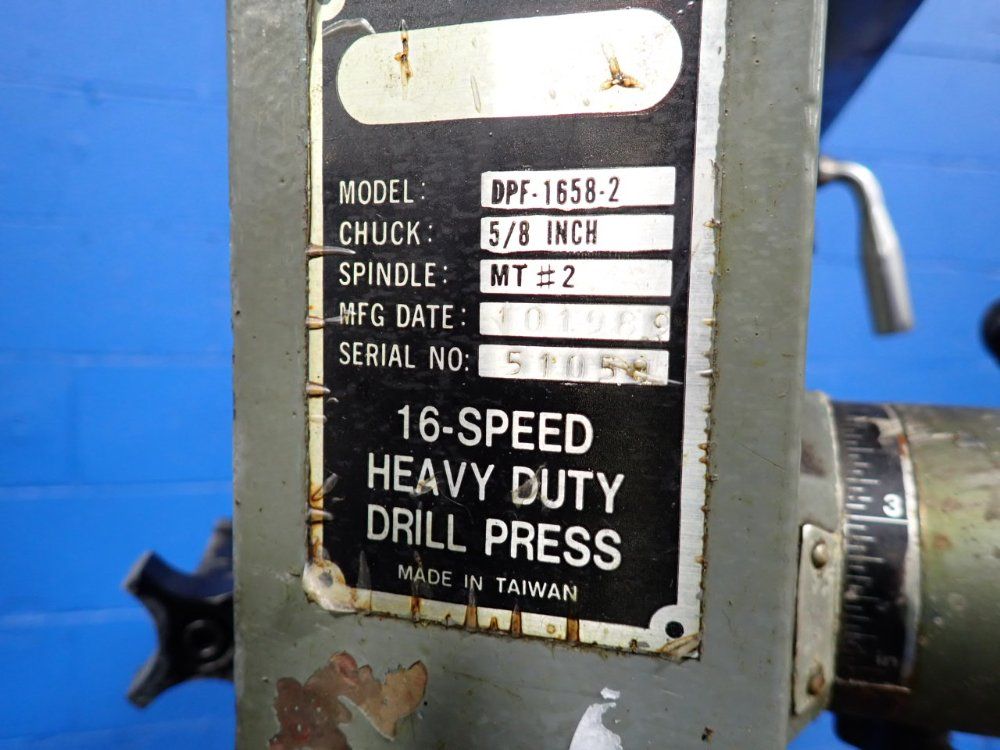 MODEL: DPF-1658-2
CHUCK: 5/8 INCH
SPINDLE: MT #2
MFG DATE: 101989
SERIAL NO:
16-SPEED
HEAVY DUTY
DRILL PRESS
MADE IN TAIWAN
3